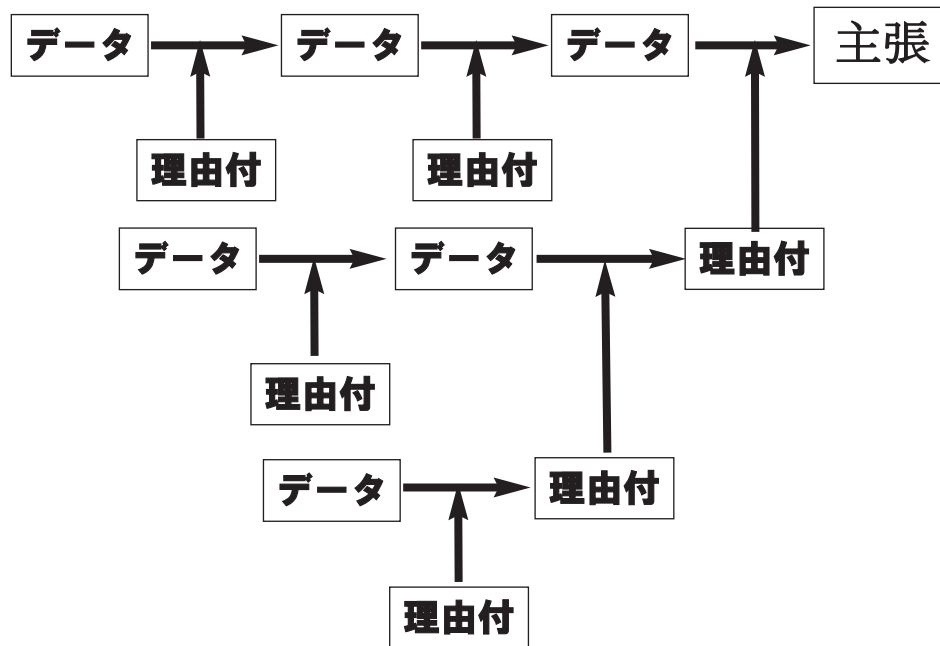 データ データ データ 主張
理由付 理由付
データ データ 理由付
理由付
データ 理由付
理由付